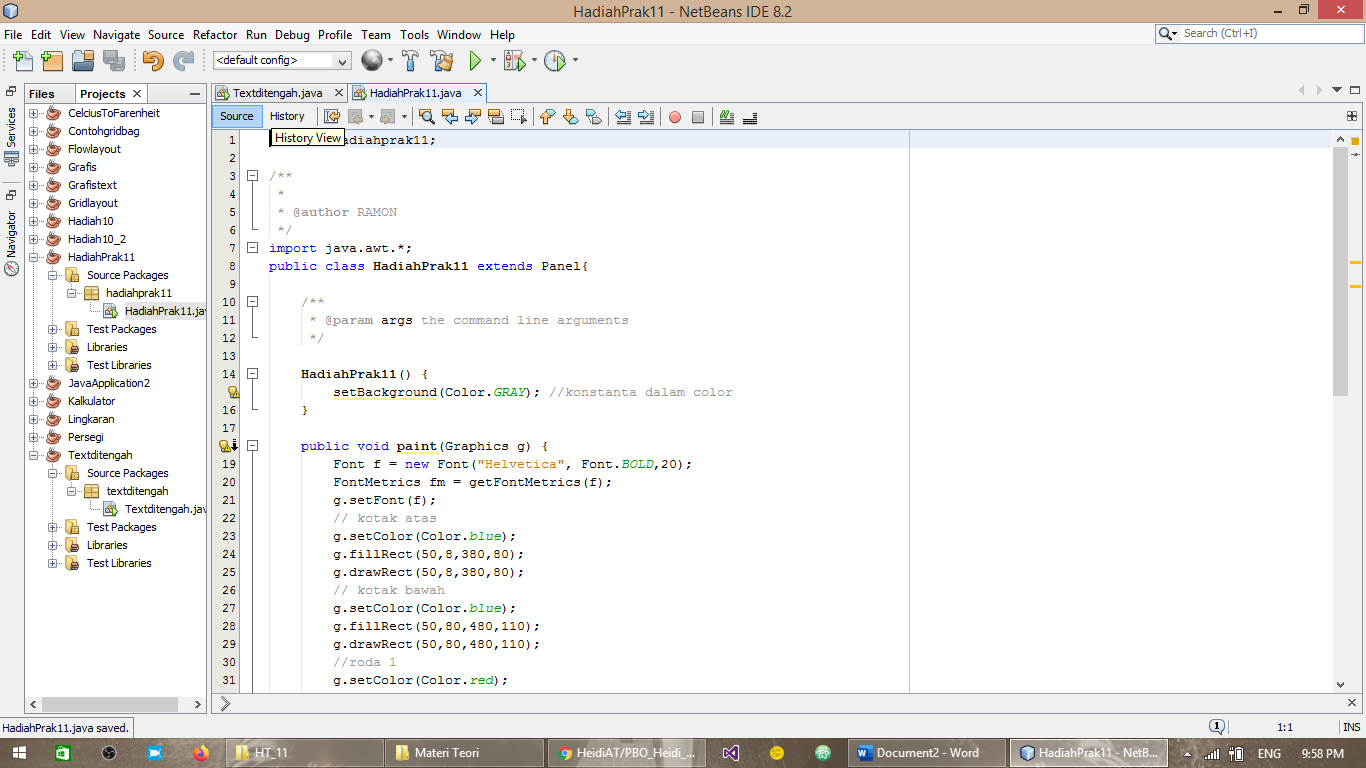 HadiahPrak11 - NetBeans IDE 8.2
File Edit View Navigate Source Refactor Run Debug Profile Team Tools Window Help
Search (Ctrl+I)
<default config>
Services
Navigator
Files Projects
CelciusToFarenheit
Contohgridbag
Flowlayout
Grafis
Grafistext
Gridlayout
Hadiah10
Hadiah10_2
HadiahPrak11
Source Packages
hadiahprak11
HadiahPrak11.jav
Test Packages
Libraries
Test Libraries
JavaApplication2
Kalkulator
Lingkaran
Persegi
Textditengah
Source Packages
textditengah
Textditengah.jav
Test Packages
Libraries
Test Libraries
Textditengah.java HadiahPrak11.java
Source History
History View
1 adiahprak11;
2
3 /**
4 *
5 * @author RAMON
6 */
7 import java.awt.*;
8 public class HadiahPrak11 extends Panel{
9
10 /**
11 * @param args the command line arguments
12 */
13
14 HadiahPrak11() {
setBackground(Color.GRAY); //konstanta dalam color
16 }
17
public void paint(Graphics g) {
19 Font f = new Font("Helvetica", Font.BOLD,20);
20 FontMetrics fm = getFontMetrics(f);
21 g.setFont(f);
22 // kotak atas
23 g.setColor(Color.blue);
24 g.fillRect(50,8,380,80);
25 g.drawRect(50,8,380,80);
26 // kotak bawah
27 g.setColor(Color.blue);
28 g.fillRect(50,80,480,110);
29 g.drawRect(50,80,480,110);
30 //roda 1
31 g.setColor(Color.red);
HadiahPrak11.java saved.
1
1:1 INS
HT_11
Materi Teori
HeidiAT/PBO_Heidi_...
Document2 - Word
HadiahPrak11 - NetB...
ENG 9:58 PM